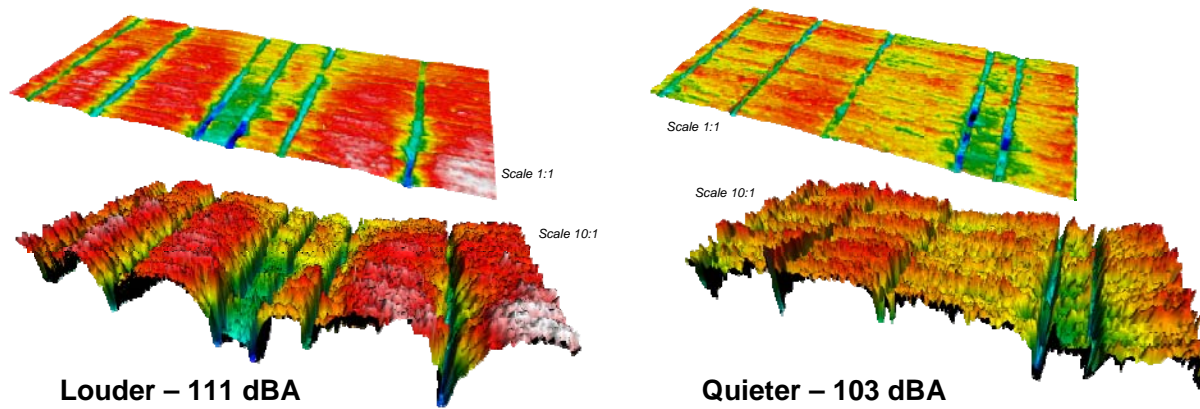 Scale 1:1
Scale 1:1
Scale 10:1
Scale 10:1
Louder – 111 dBA
Quieter – 103 dBA